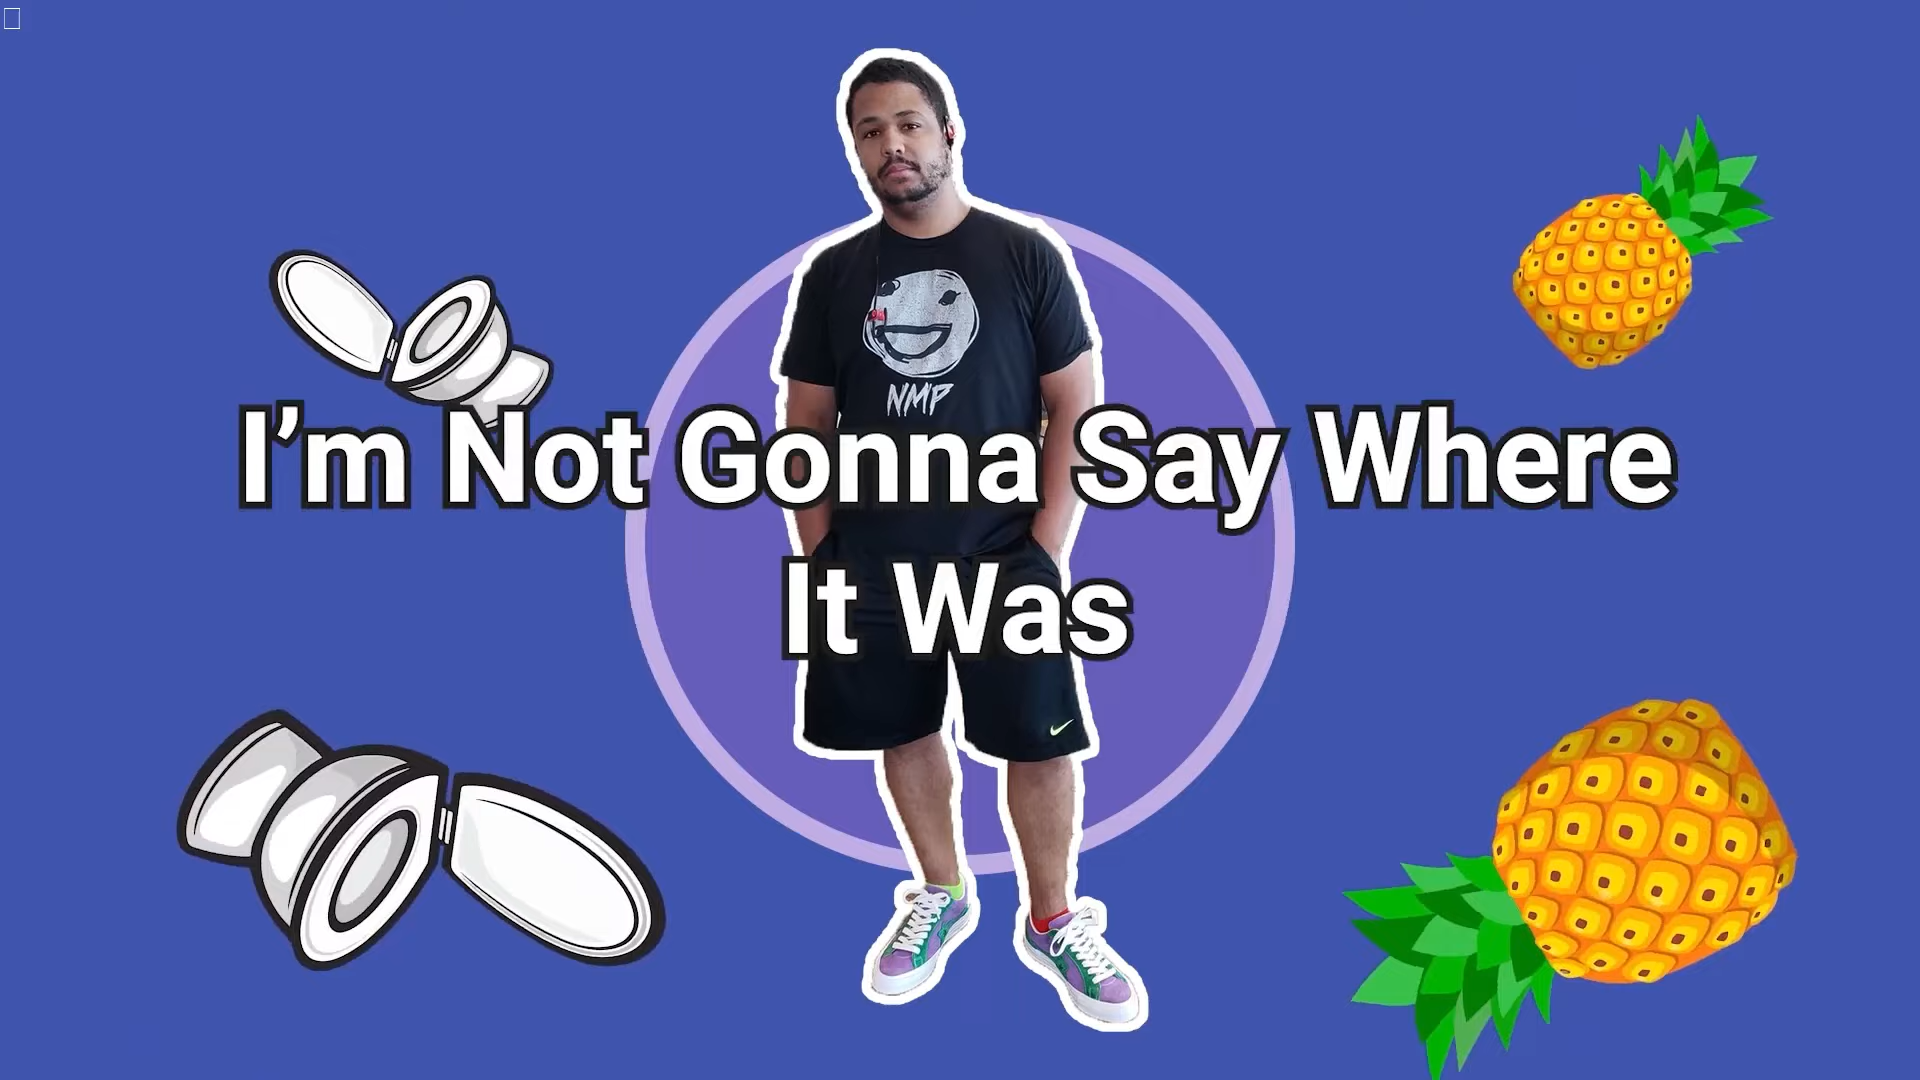 NMP
I’m Not Gonna Say Where
It Was